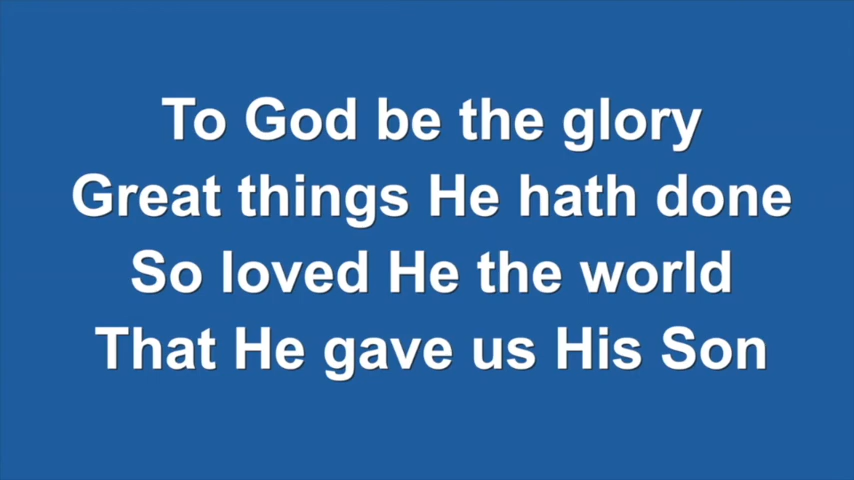 To God be the glory
Great things He hath done
So loved He the world
That He gave us His Son